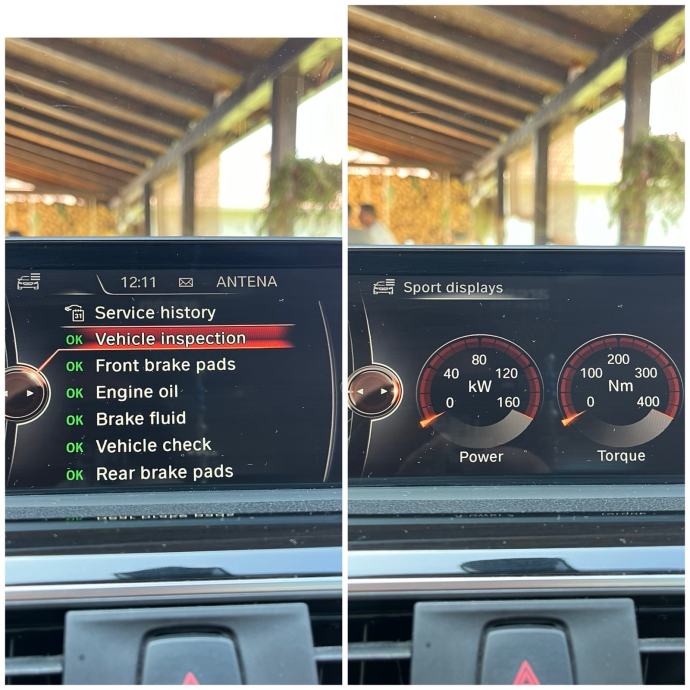 12:11 ANTENA
31 Service history
OK Vehicle inspection
OK Front brake pads
OK Engine oil
OK Brake fluid
OK Vehicle check
OK Rear brake pads
Sport displays
80
40 120
kW
0 160
Power
200
100 300
Nm
0 400
Torque